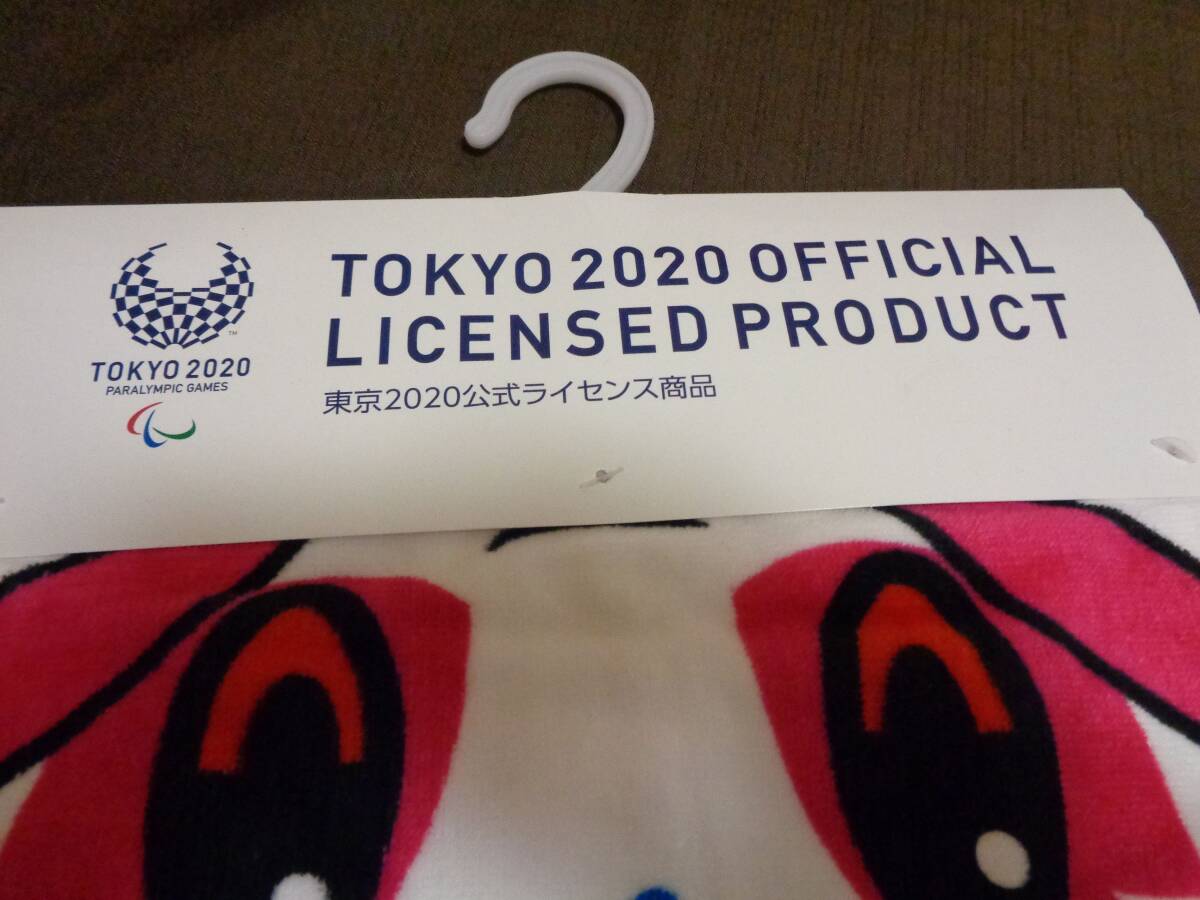 TOKYO 2020
PARALYMPIC GAMES
TM
TOKYO 2020 OFFICIAL
LICENSED PRODUCT
東京2020公式ライセンス商品